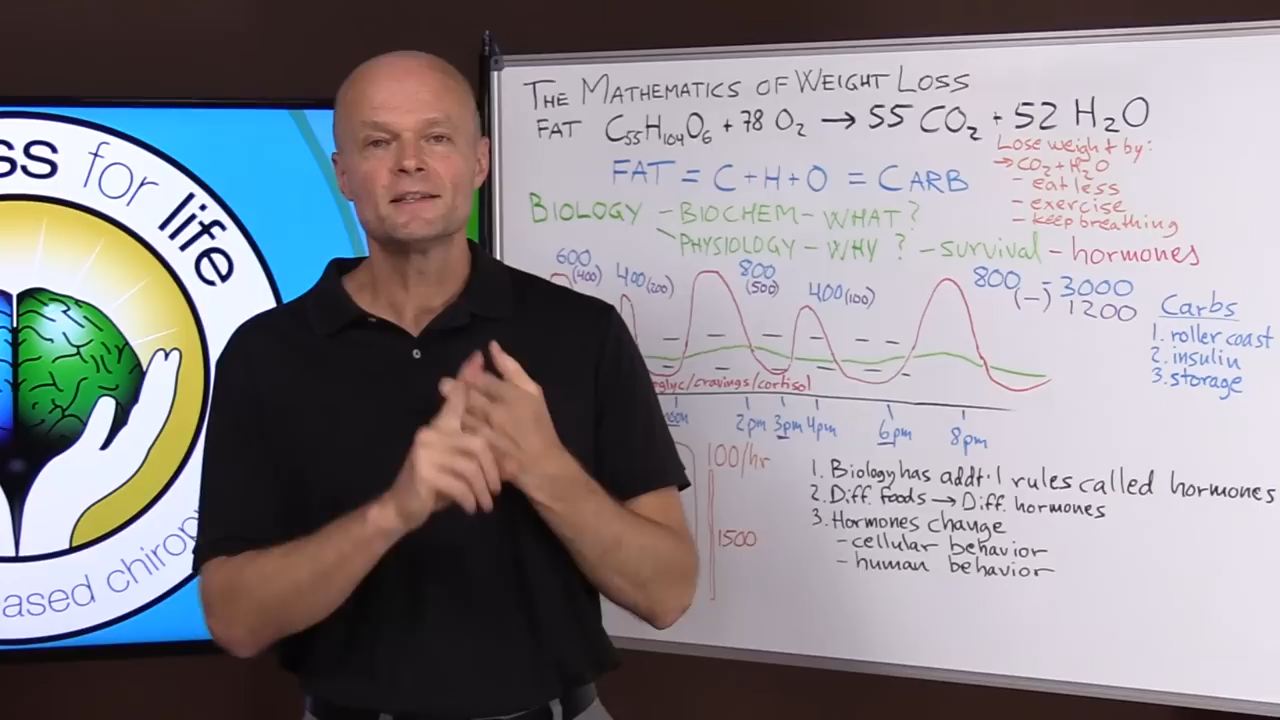 ss for life
ased chirop
THE MATHEMATICS OF WEIGHT LOSS
FAT C55H104O6 + 78 O2 → 55 CO2 + 52 H2O
FAT = C + H + O = CARB
Lose weight by:
→ CO2 + H2O
- eat less
- exercise
- keep breathing
BIOLOGY - BIOCHEM - WHAT?
PHYSIOLOGY - WHY? - survival - hormones
600 (400) 400 (200) 800 (500) 400 (100) 800 - 3000
(-) 1200
Carbs
1. roller coast
2. insulin
3. storage
glyc/cravings/cortisol
2pm 3pm 4pm 6pm 8pm
100/hr
1500
1. Biology has addt'l rules called hormones
2. Diff. foods → Diff. hormones
3. Hormones change
- cellular behavior
- human behavior